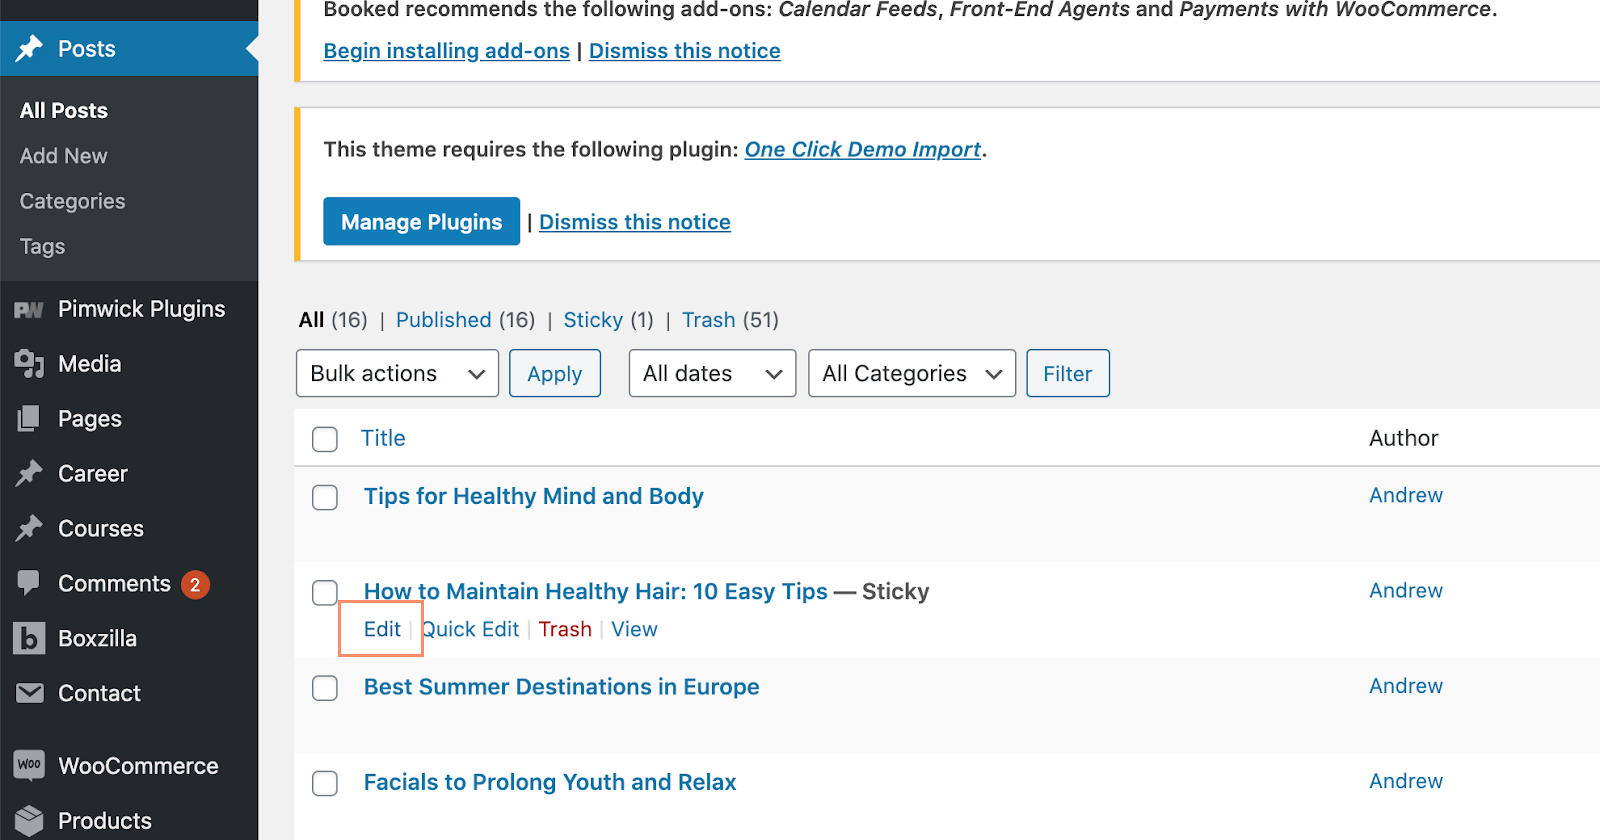 Booked recommends the following add-ons: Calendar Feeds, Front-End Agents and Payments with WooCommerce.
Begin installing add-ons | Dismiss this notice
This theme requires the following plugin: One Click Demo Import.
Manage Plugins | Dismiss this notice
Posts
All Posts
Add New
Categories
Tags
PW Pimwick Plugins
Media
Pages
Career
Courses
Comments 2
b Boxzilla
Contact
Woo WooCommerce
Products
All (16) | Published (16) | Sticky (1) | Trash (51)
Bulk actions Apply All dates All Categories Filter
Title Author
Tips for Healthy Mind and Body Andrew
How to Maintain Healthy Hair: 10 Easy Tips — Sticky Andrew
Edit | Quick Edit | Trash | View
Best Summer Destinations in Europe Andrew
Facials to Prolong Youth and Relax Andrew